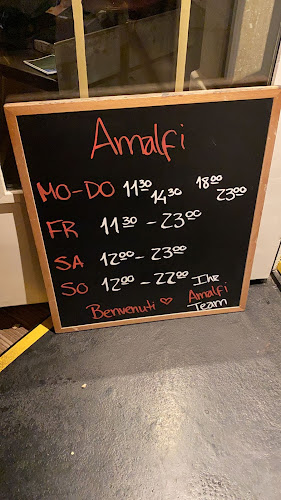 Amalfi
MO-DO 11³⁰ 14³⁰ 18⁰⁰ 23⁰⁰
FR 11³⁰ - 23⁰⁰
SA 12⁰⁰ - 23⁰⁰
SO 12⁰⁰ - 22⁰⁰
Benvenuti ♥
Ihr
Amalfi
Team